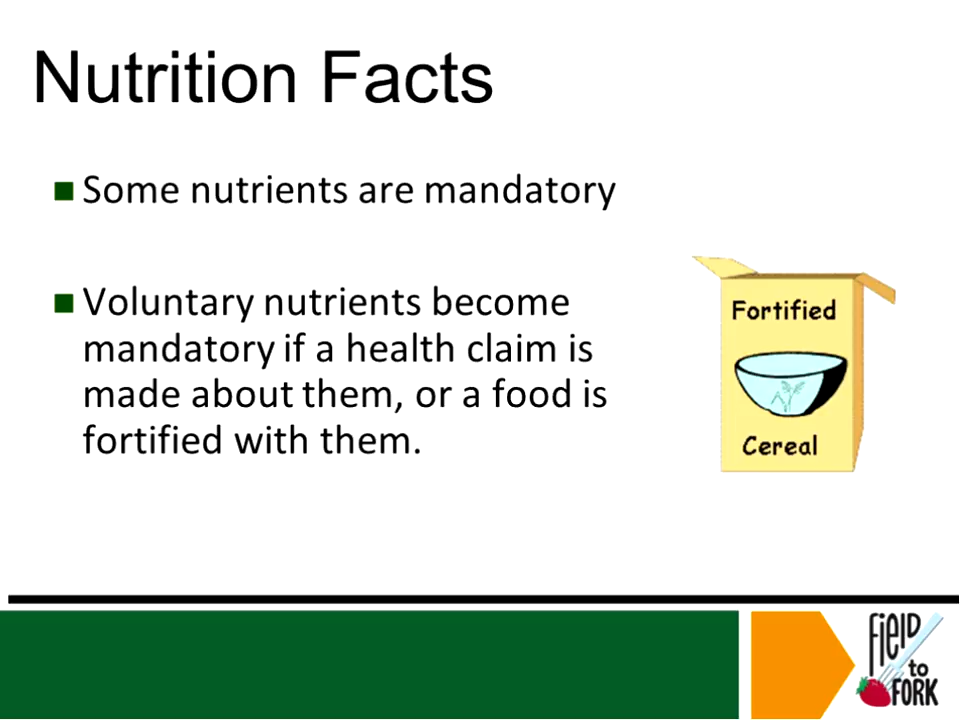 Nutrition Facts
Some nutrients are mandatory
Voluntary nutrients become
mandatory if a health claim is
made about them, or a food is
fortified with them.
Fortified
Cereal
field
to
FORK